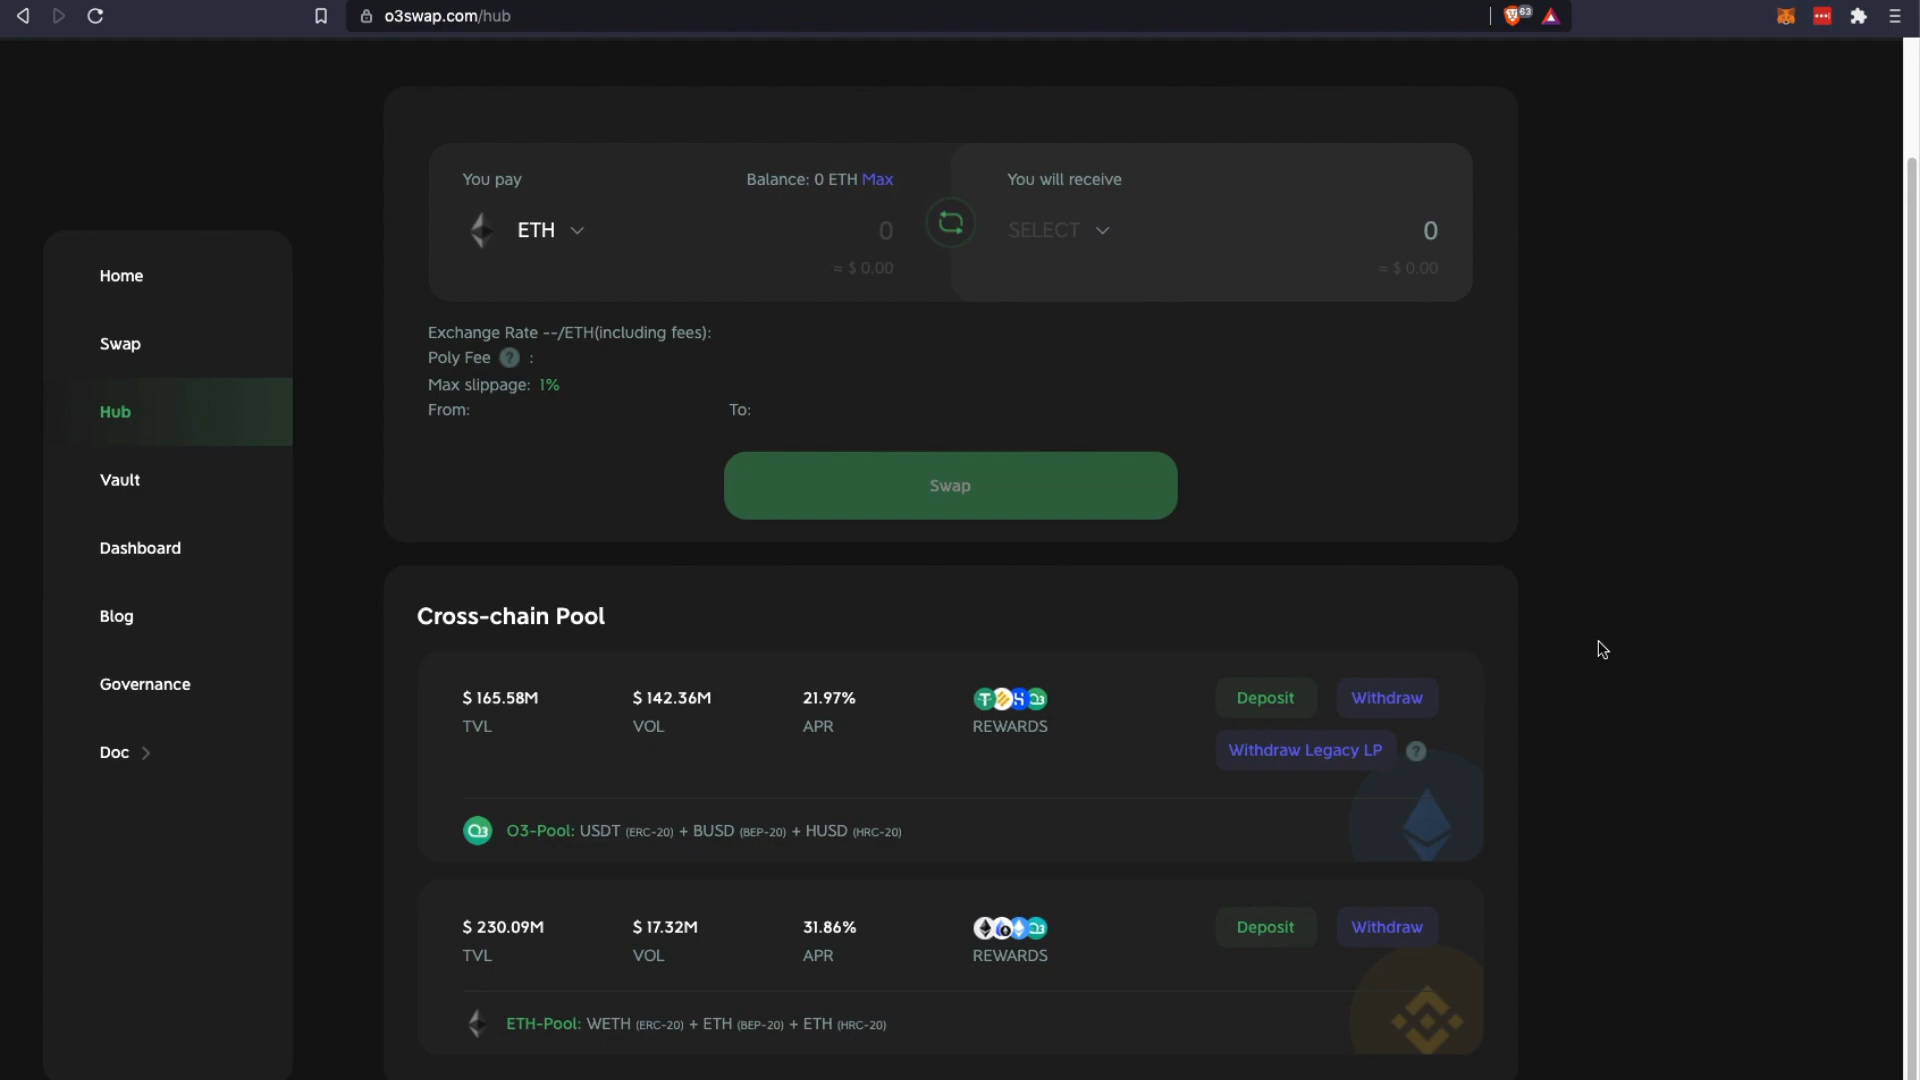 o3swap.com/hub
63
You pay
Balance: 0 ETH Max
You will receive
ETH
0
SELECT
0
≈ $ 0.00
≈ $ 0.00
Exchange Rate --/ETH(including fees):
Poly Fee ? :
Max slippage: 1%
From:
To:
Swap
Home
Swap
Hub
Vault
Dashboard
Blog
Governance
Doc
Cross-chain Pool
$ 165.58M
$ 142.36M
21.97%
Deposit
Withdraw
TVL
VOL
APR
REWARDS
Withdraw Legacy LP ?
O3-Pool: USDT (ERC-20) + BUSD (BEP-20) + HUSD (HRC-20)
$ 230.09M
$ 17.32M
31.86%
Deposit
Withdraw
TVL
VOL
APR
REWARDS
ETH-Pool: WETH (ERC-20) + ETH (BEP-20) + ETH (HRC-20)